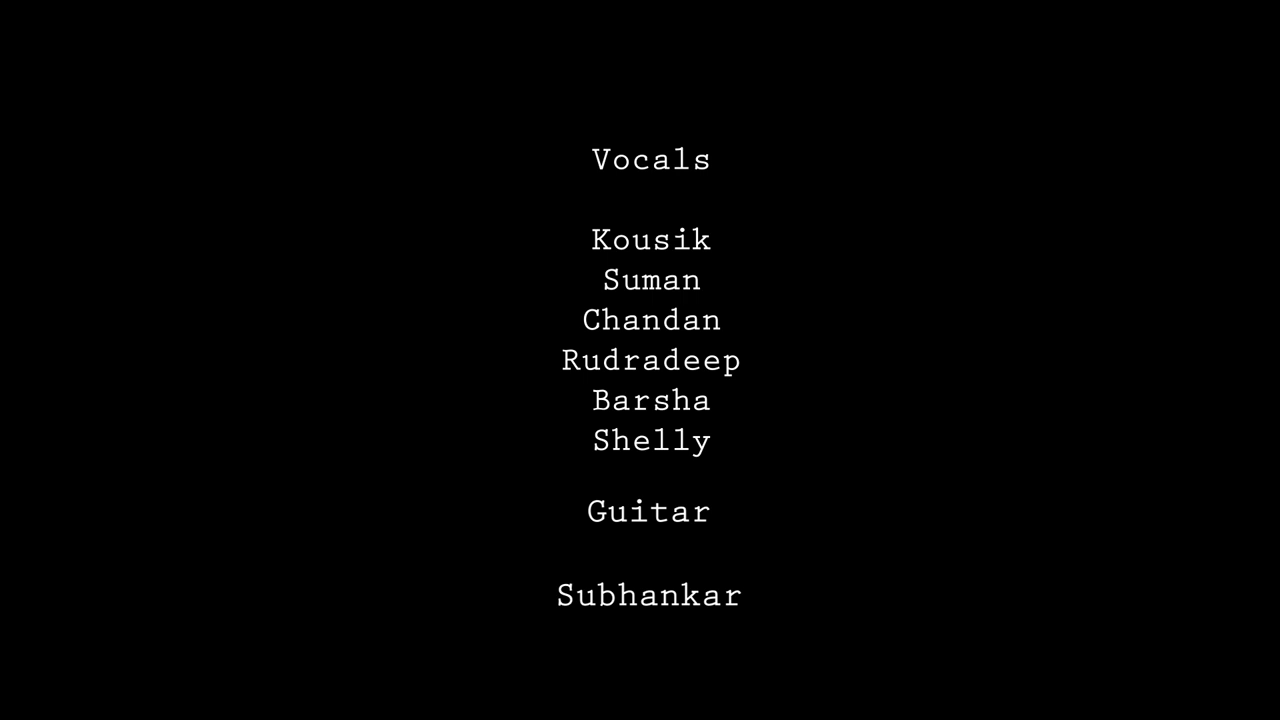 Vocals
Kousik
Suman
Chandan
Rudradeep
Barsha
Shelly
Guitar
Subhankar